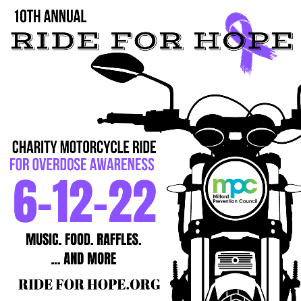 10TH ANNUAL
RIDE FOR HOPE
CHARITY MOTORCYCLE RIDE
FOR OVERDOSE AWARENESS
6-12-22
MUSIC. FOOD. RAFFLES.
... AND MORE
RIDE FOR HOPE.ORG
mpc
Milford
Prevention Council